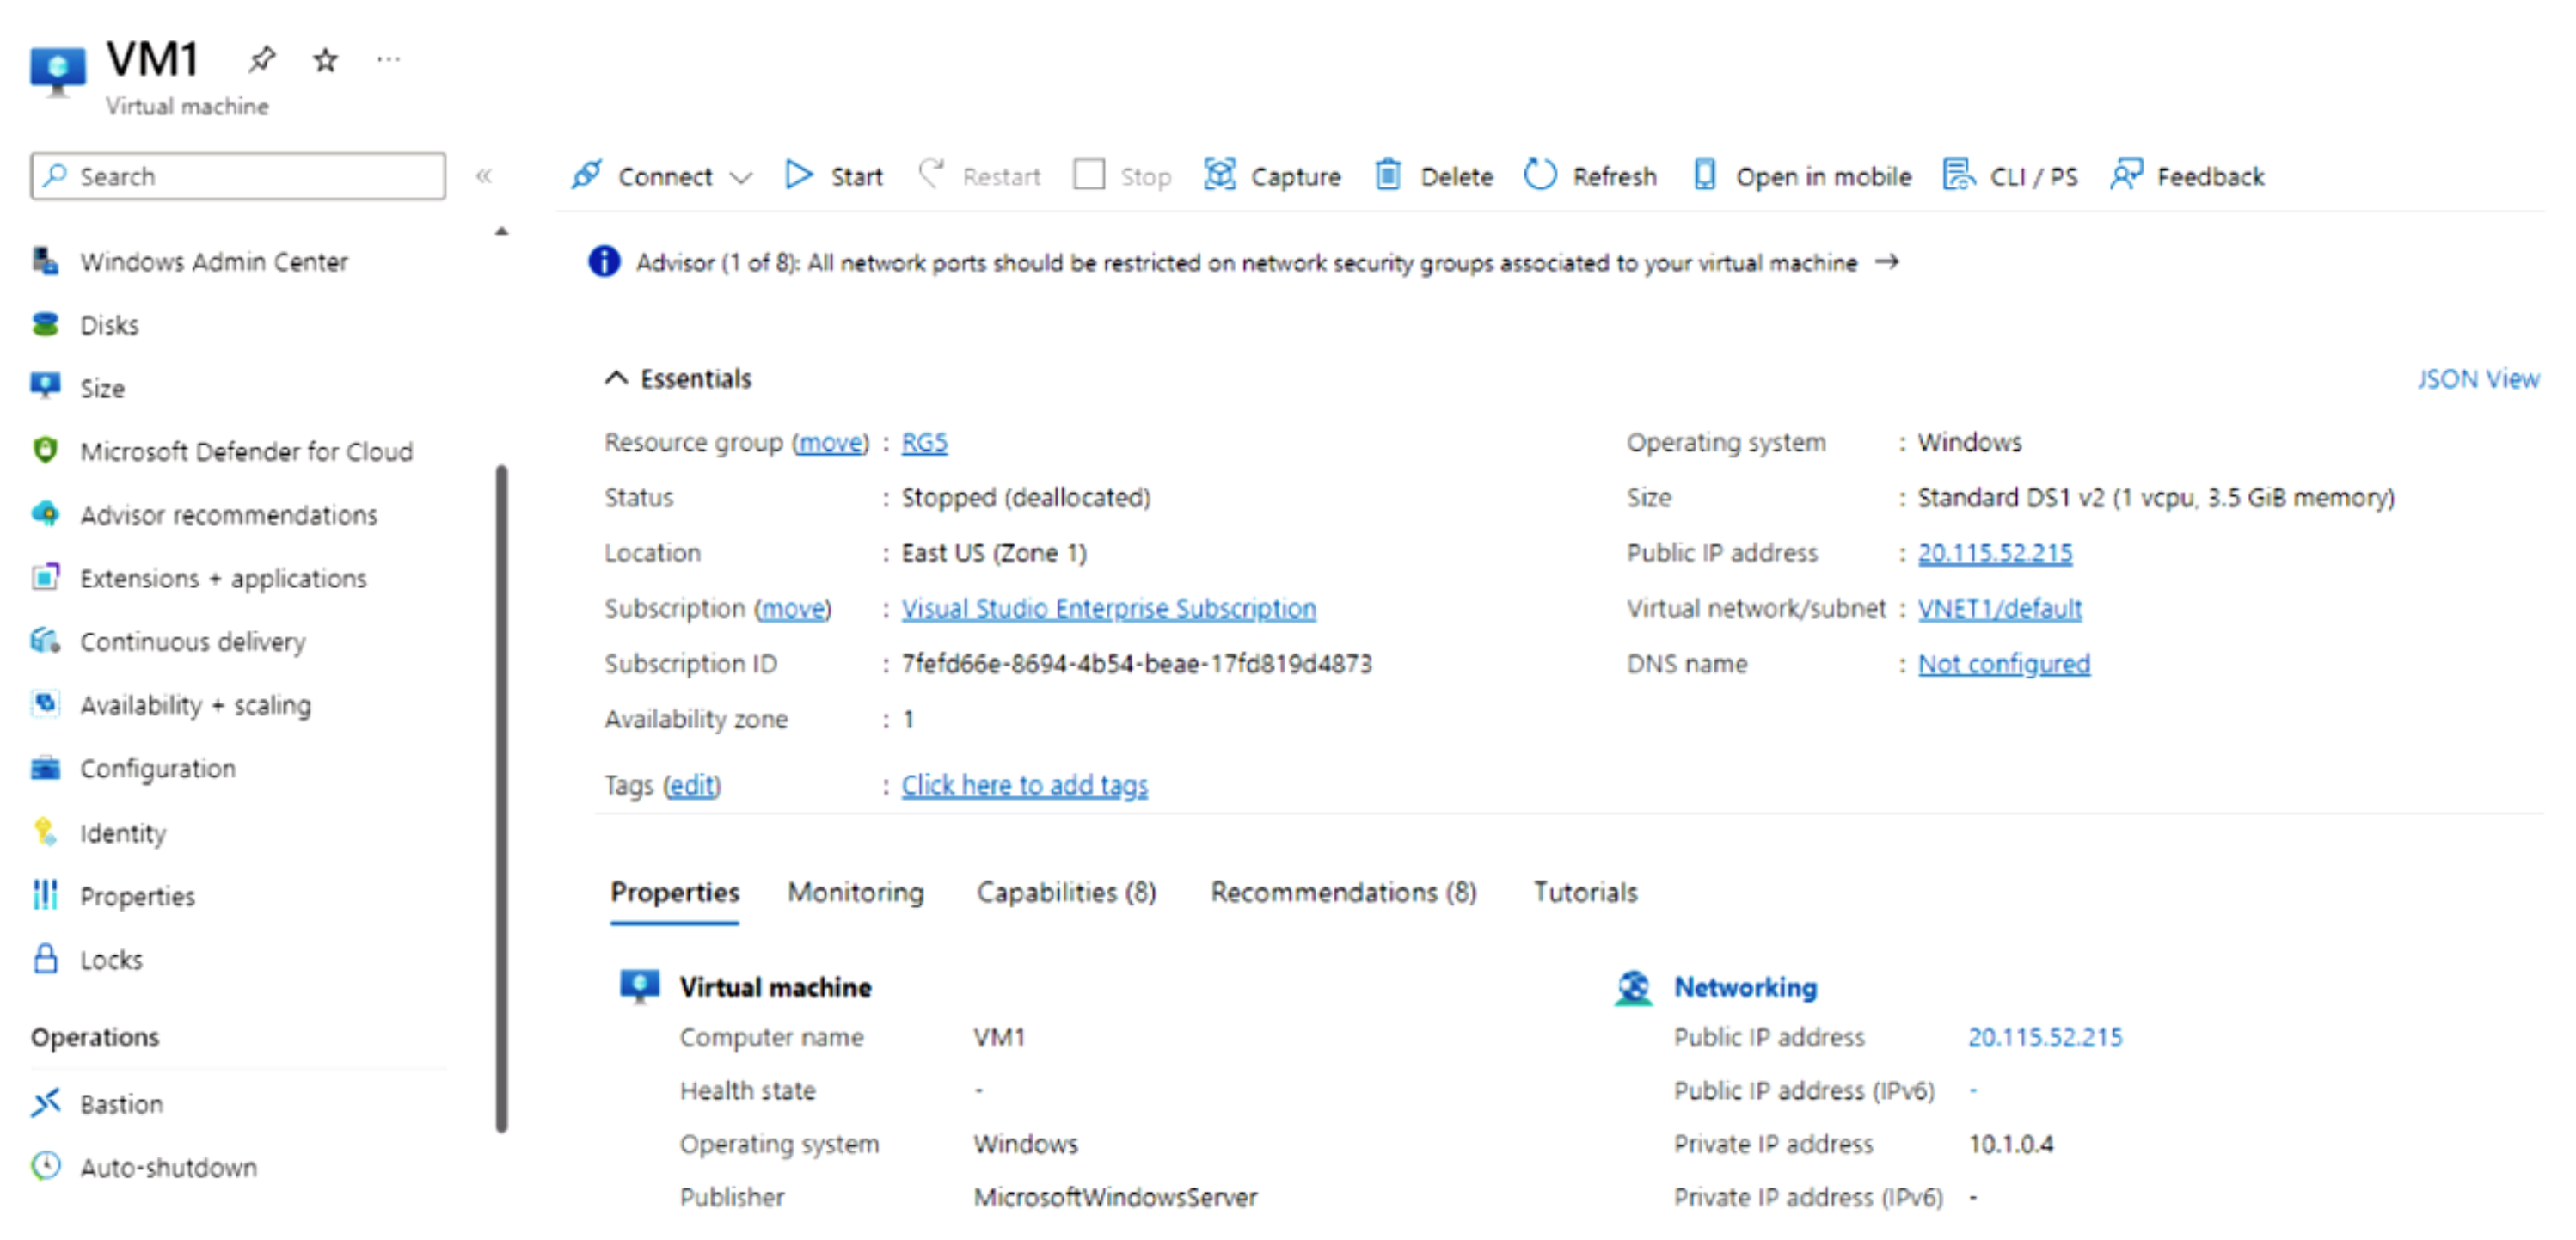 VM1
Virtual machine
Search
Connect Start Restart Stop Capture Delete Refresh Open in mobile CLI / PS Feedback
Windows Admin Center
Disks
Size
Microsoft Defender for Cloud
Advisor recommendations
Extensions + applications
Continuous delivery
Availability + scaling
Configuration
Identity
Properties
Locks
Operations
Bastion
Auto-shutdown
Advisor (1 of 8): All network ports should be restricted on network security groups associated to your virtual machine →
Essentials
JSON View
Resource group (move) : RG5
Status : Stopped (deallocated)
Location : East US (Zone 1)
Subscription (move) : Visual Studio Enterprise Subscription
Subscription ID : 7fefd66e-8694-4b54-beae-17fd819d4873
Availability zone : 1
Tags (edit) : Click here to add tags
Operating system : Windows
Size : Standard DS1 v2 (1 vcpu, 3.5 GiB memory)
Public IP address : 20.115.52.215
Virtual network/subnet : VNET1/default
DNS name : Not configured
Properties Monitoring Capabilities (8) Recommendations (8) Tutorials
Virtual machine
Computer name VM1
Health state -
Operating system Windows
Publisher MicrosoftWindowsServer
Networking
Public IP address 20.115.52.215
Public IP address (IPv6) -
Private IP address 10.1.0.4
Private IP address (IPv6) -